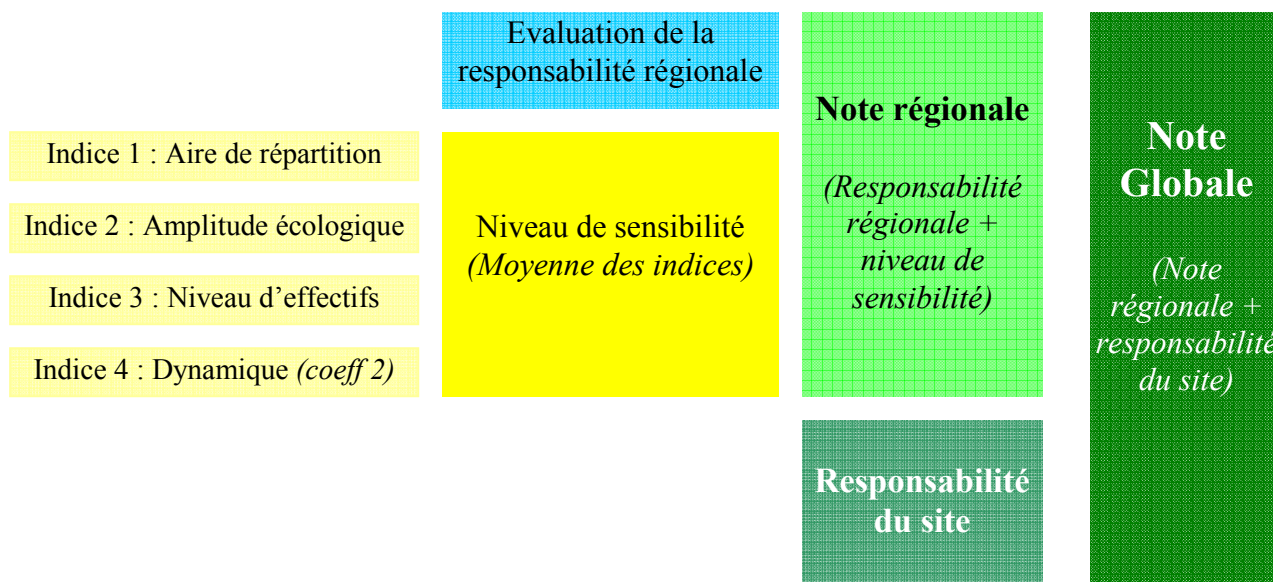 Evaluation de la
responsabilité régionale
Indice 1 : Aire de répartition
Indice 2 : Amplitude écologique
Indice 3 : Niveau d’effectifs
Indice 4 : Dynamique (coeff 2)
Niveau de sensibilité
(Moyenne des indices)
Note régionale
(Responsabilité
régionale +
niveau de
sensibilité)
Responsabilité
du site
Note
Globale
(Note
régionale +
responsabilité
du site)